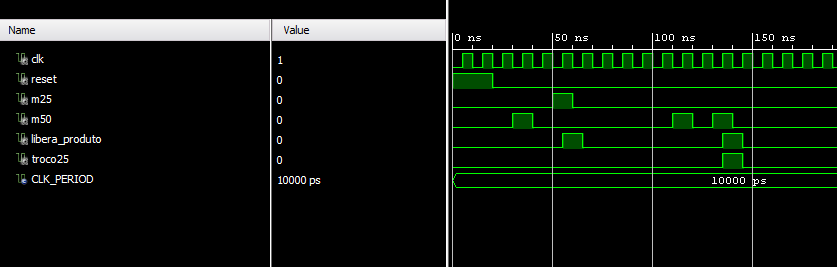 Name Value
0 ns 50 ns 100 ns 150 ns
clk 1
reset 0
m25 0
m50 0
libera_produto 0
troco25 0
CLK_PERIOD 10000 ps 10000 ps